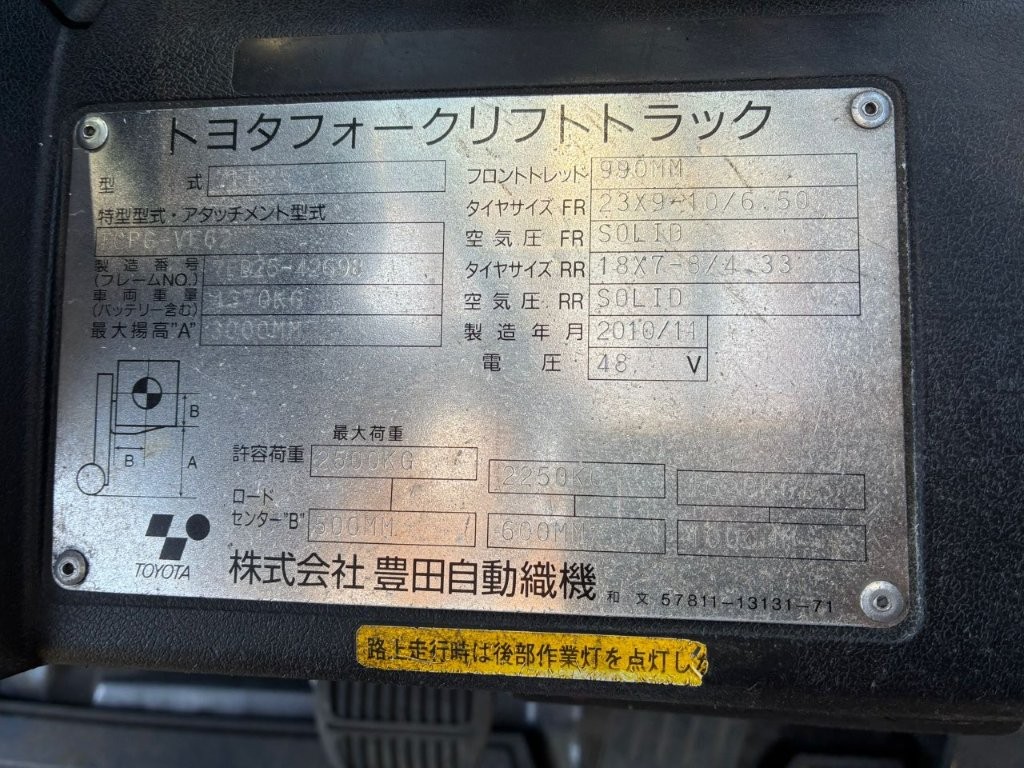 トヨタフォークリフトトラック
型式
特型型式・アタッチメント型式
製造番号
(フレームNO.)
車両重量
(バッテリー含む)
最大揚高"A"
フロントトレッド 990MM
タイヤサイズ FR 23X9-10/6.50
空気圧 FR SOLID
タイヤサイズ RR 18X7-8/4.33
空気圧 RR SOLID
製造年月 2010/11
電圧 48 V
B
B
A
最大荷重
許容荷重 2500KG 2250KG
ロード
センター"B" 500MM 600MM
TOYOTA
株式会社 豊田自動織機
和文 57811-13131-71
路上走行時は後部作業灯を点灯し